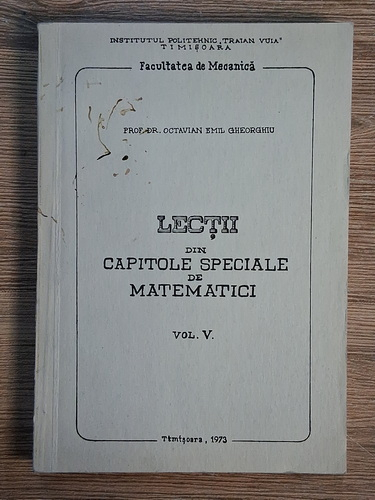 INSTITUTUL POLITEHNIC „TRAIAN VUIA"
TIMIȘOARA
Facultatea de Mecanică
PROF. DR. OCTAVIAN EMIL GHEORGHIU
LECȚII
DIN
CAPITOLE SPECIALE
DE
MATEMATICI
VOL. V.
Timișoara, 1973